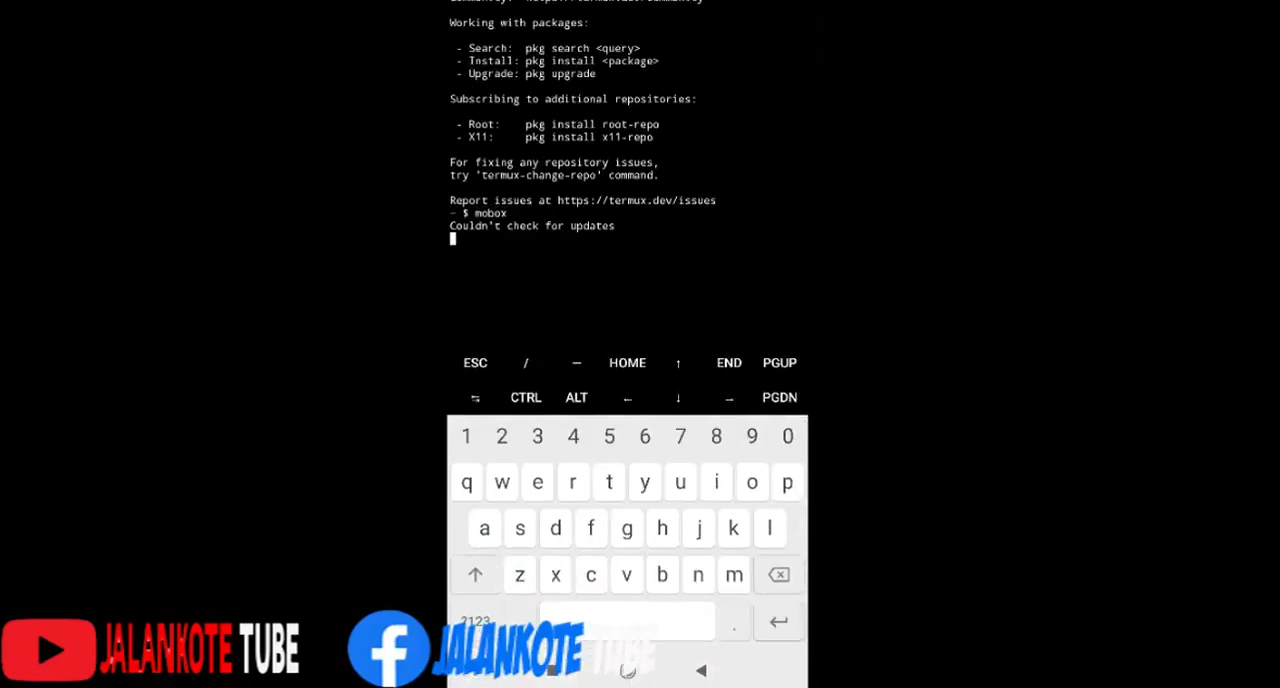 Working with packages:
- Search: pkg search <query>
- Install: pkg install <package>
- Upgrade: pkg upgrade
Subscribing to additional repositories:
- Root: pkg install root-repo
- X11: pkg install x11-repo
For fixing any repository issues,
try 'termux-change-repo' command.
Report issues at https://termux.dev/issues
~ $ mobox
Couldn't check for updates
ESC / — HOME ↑ END PGUP
⇆ CTRL ALT ← ↓ → PGDN
1 2 3 4 5 6 7 8 9 0
q w e r t y u i o p
a s d f g h j k l
z x c v b n m
?123 .
JALANKOTE TUBE
JALANKOTE TUBE